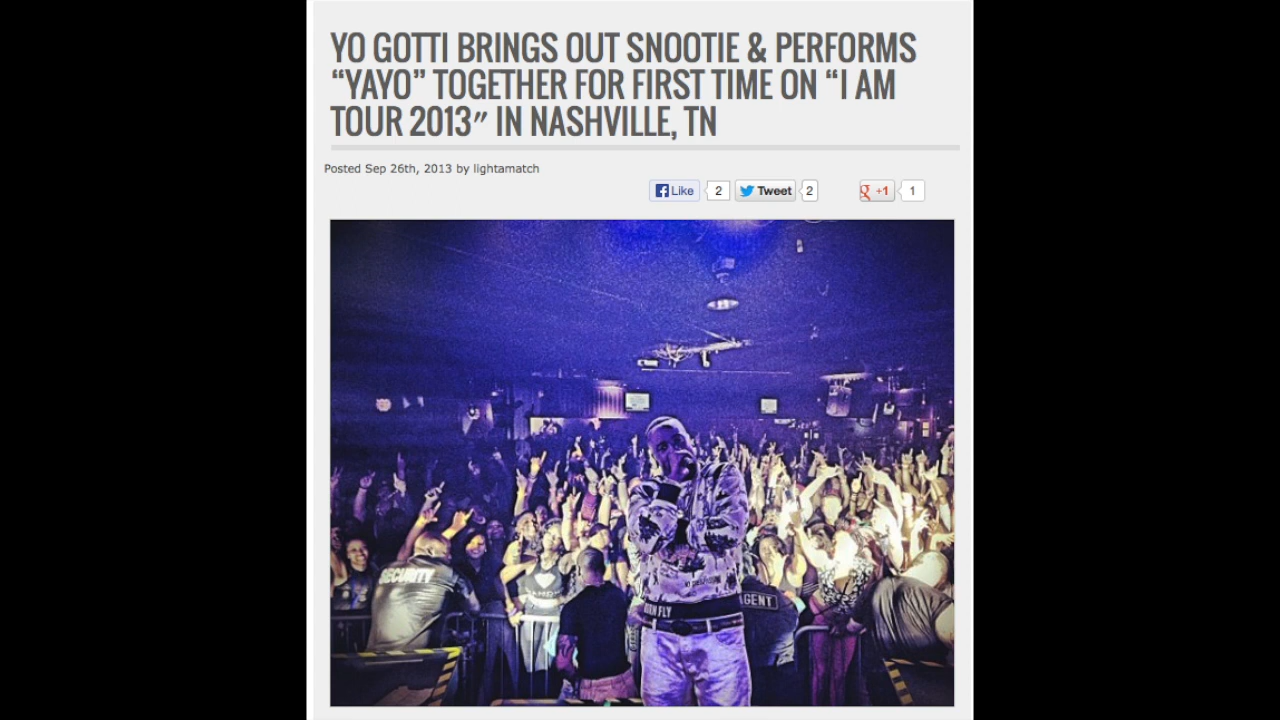 YO GOTTI BRINGS OUT SNOOTIE & PERFORMS
“YAYO” TOGETHER FOR FIRST TIME ON “I AM
TOUR 2013″ IN NASHVILLE, TN
Posted Sep 26th, 2013 by lightamatch
Like 2 Tweet 2 +1 1
SECURITY
AGENT
FLY